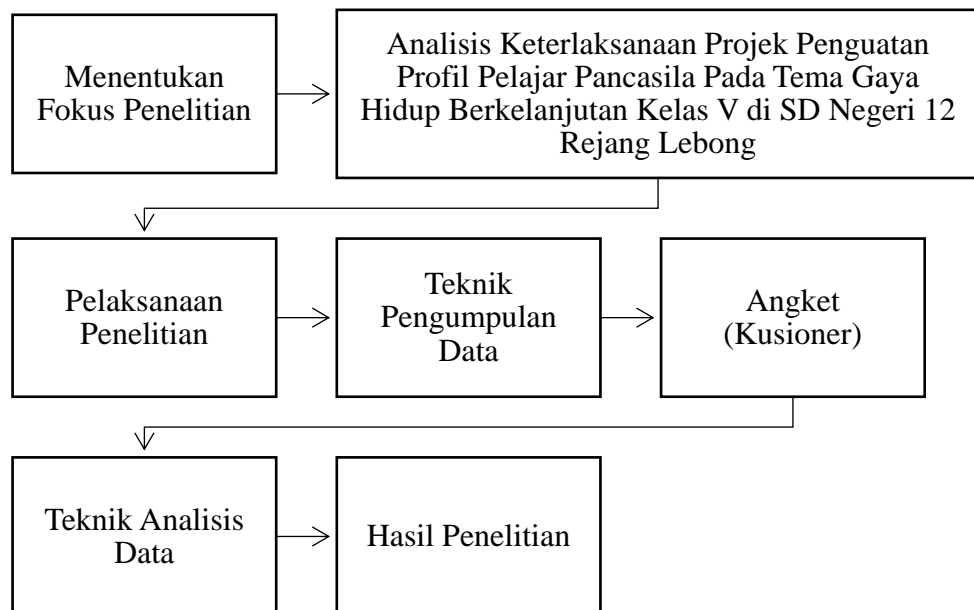 Menentukan
Fokus Penelitian
Analisis Keterlaksanaan Projek Penguatan
Profil Pelajar Pancasila Pada Tema Gaya
Hidup Berkelanjutan Kelas V di SD Negeri 12
Rejang Lebong
Pelaksanaan
Penelitian
Teknik
Pengumpulan
Data
Angket
(Kusioner)
Teknik Analisis
Data
Hasil Penelitian